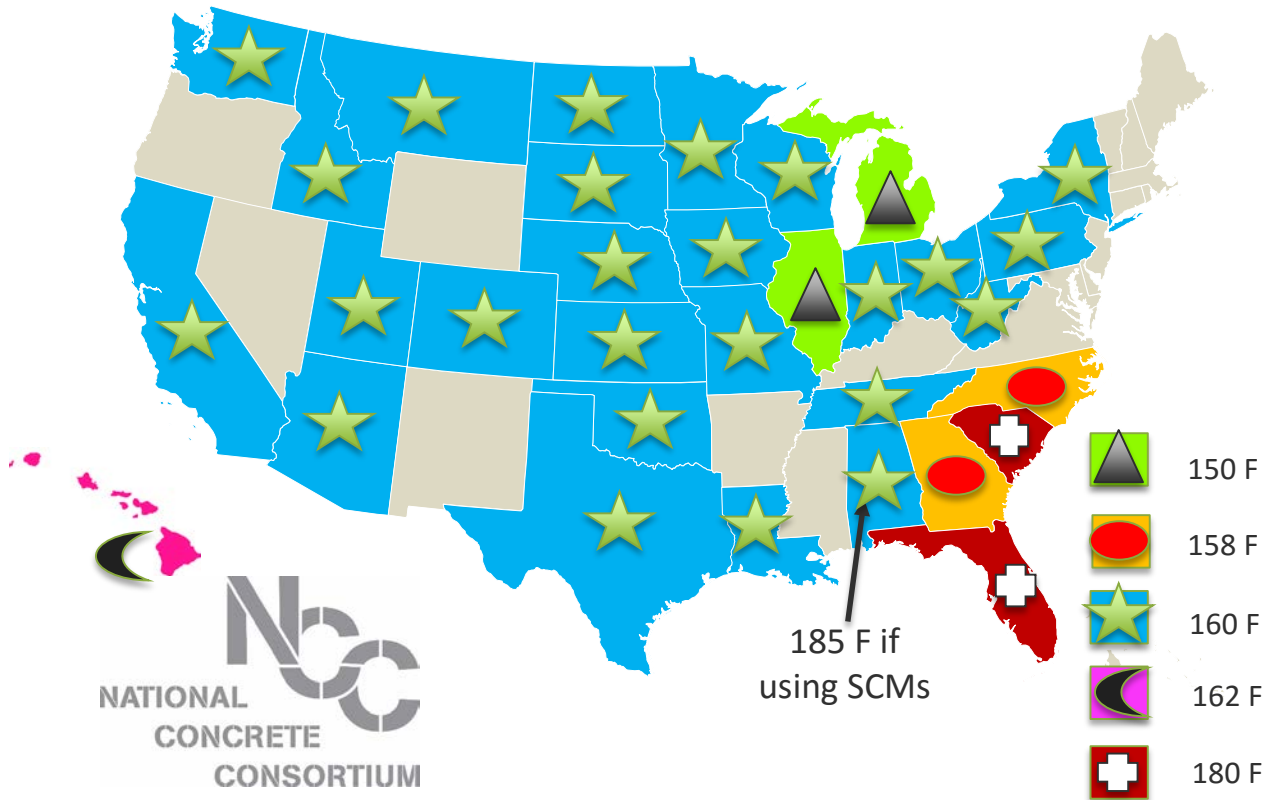 150 F
158 F
160 F
162 F
180 F
185 F if
using SCMs
NCC
NATIONAL
CONCRETE
CONSORTIUM